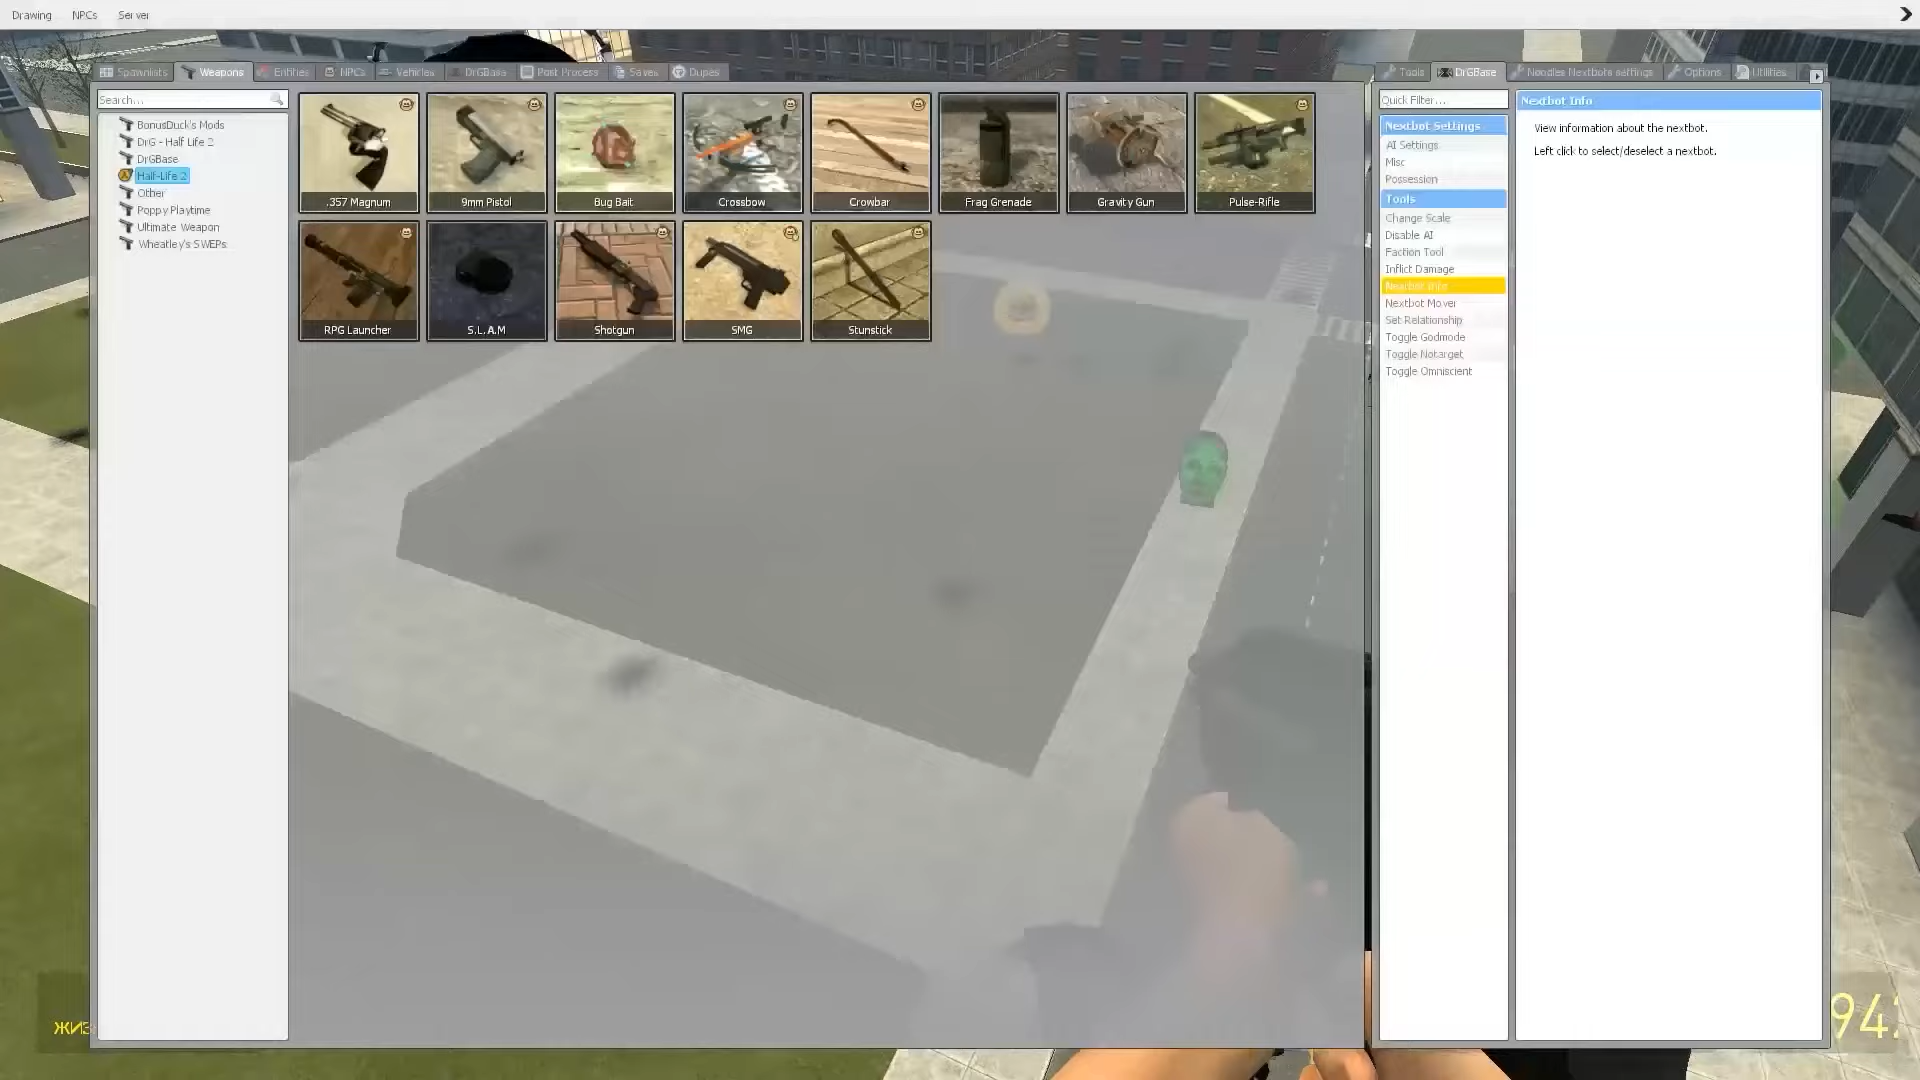 Drawing NPCs Server
Spawnlists Weapons Entities NPCs Vehicles DrGBase Post Process Saves Dupes
Search...
BonusDuck's Mods
DrG - Half Life 2
DrGBase
Half-Life 2
Other
Poppy Playtime
Ultimate Weapon
Wheatley's SWEPs
.357 Magnum
9mm Pistol
Bug Bait
Crossbow
Crowbar
Frag Grenade
Gravity Gun
Pulse-Rifle
RPG Launcher
S.L.A.M
Shotgun
SMG
Stunstick
Tools DrGBase Needles Nextbots settings Options Utilities
Quick Filter...
Nextbot Settings
AI Settings
Misc
Possession
Tools
Change Scale
Disable AI
Faction Tool
Inflict Damage
Nextbot Info
Nextbot Mover
Set Relationship
Toggle Godmode
Toggle Notarget
Toggle Omniscient
Nextbot Info
View information about the nextbot.
Left click to select/deselect a nextbot.